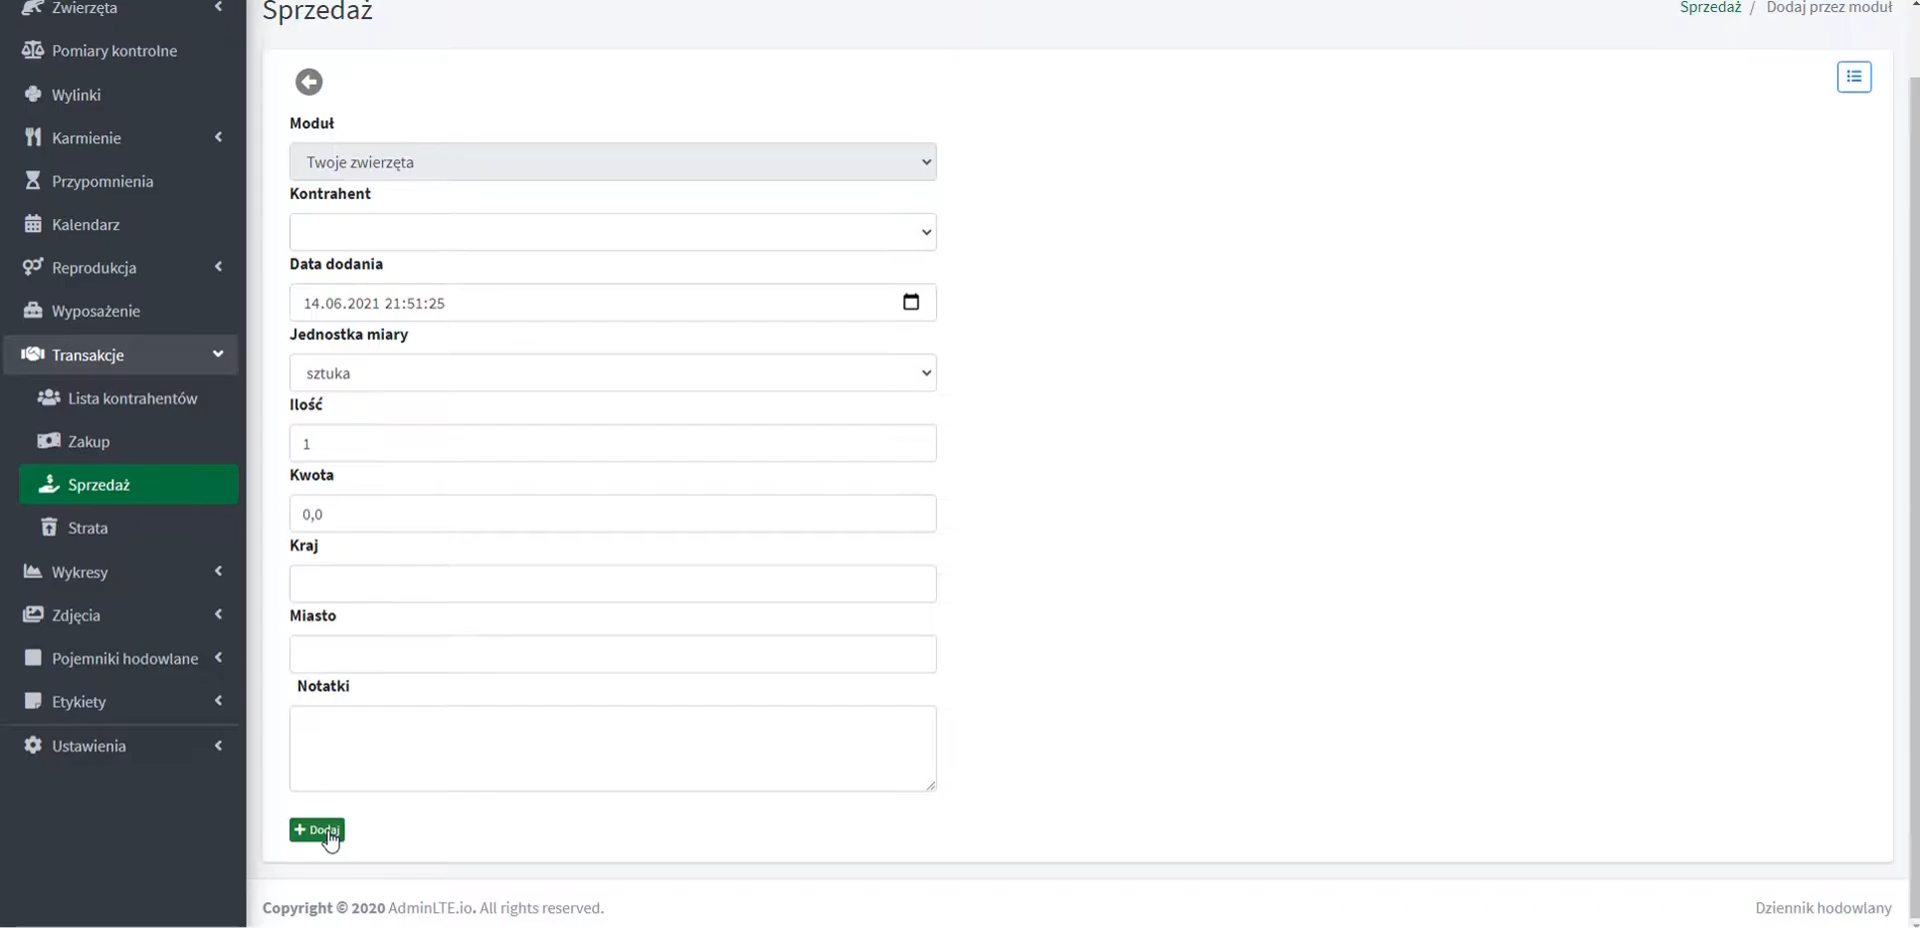 Zwierzęta
Pomiary kontrolne
Wylinki
Karmienie
Przypomnienia
Kalendarz
Reprodukcja
Wyposażenie
Transakcje
Lista kontrahentów
Zakup
Sprzedaż
Strata
Wykresy
Zdjęcia
Pojemniki hodowlane
Etykiety
Ustawienia
Sprzedaż
Sprzedaż / Dodaj przez moduł
Moduł
Twoje zwierzęta
Kontrahent
Data dodania
14.06.2021 21:51:25
Jednostka miary
sztuka
Ilość
1
Kwota
0,0
Kraj
Miasto
Notatki
+ Dodaj
Copyright © 2020 AdminLTE.io. All rights reserved.
Dziennik hodowlany